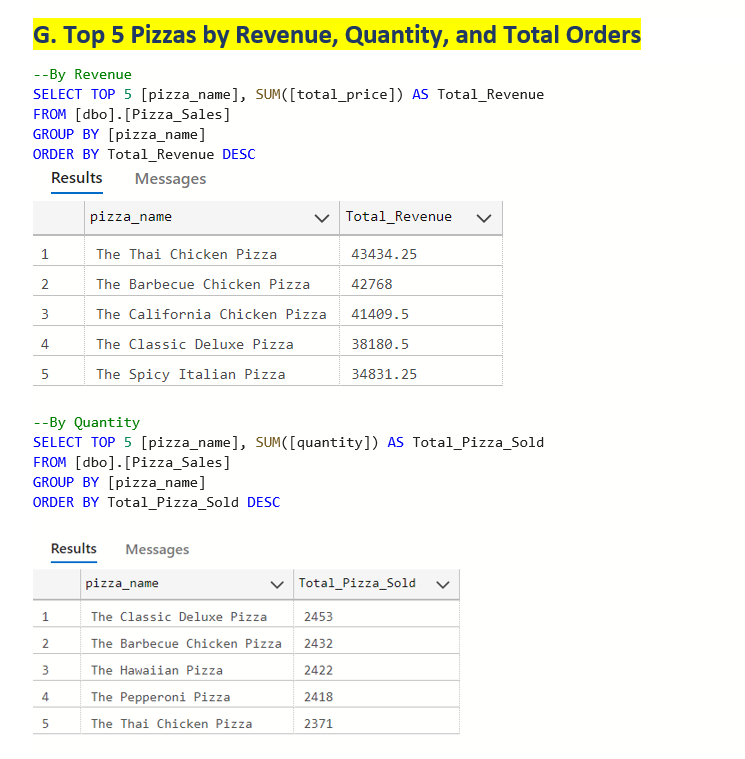 G. Top 5 Pizzas by Revenue, Quantity, and Total Orders
--By Revenue
SELECT TOP 5 [pizza_name], SUM([total_price]) AS Total_Revenue
FROM [dbo].[Pizza_Sales]
GROUP BY [pizza_name]
ORDER BY Total_Revenue DESC
Results Messages
pizza_name Total_Revenue
1 The Thai Chicken Pizza 43434.25
2 The Barbecue Chicken Pizza 42768
3 The California Chicken Pizza 41409.5
4 The Classic Deluxe Pizza 38180.5
5 The Spicy Italian Pizza 34831.25
--By Quantity
SELECT TOP 5 [pizza_name], SUM([quantity]) AS Total_Pizza_Sold
FROM [dbo].[Pizza_Sales]
GROUP BY [pizza_name]
ORDER BY Total_Pizza_Sold DESC
Results Messages
pizza_name Total_Pizza_Sold
1 The Classic Deluxe Pizza 2453
2 The Barbecue Chicken Pizza 2432
3 The Hawaiian Pizza 2422
4 The Pepperoni Pizza 2418
5 The Thai Chicken Pizza 2371